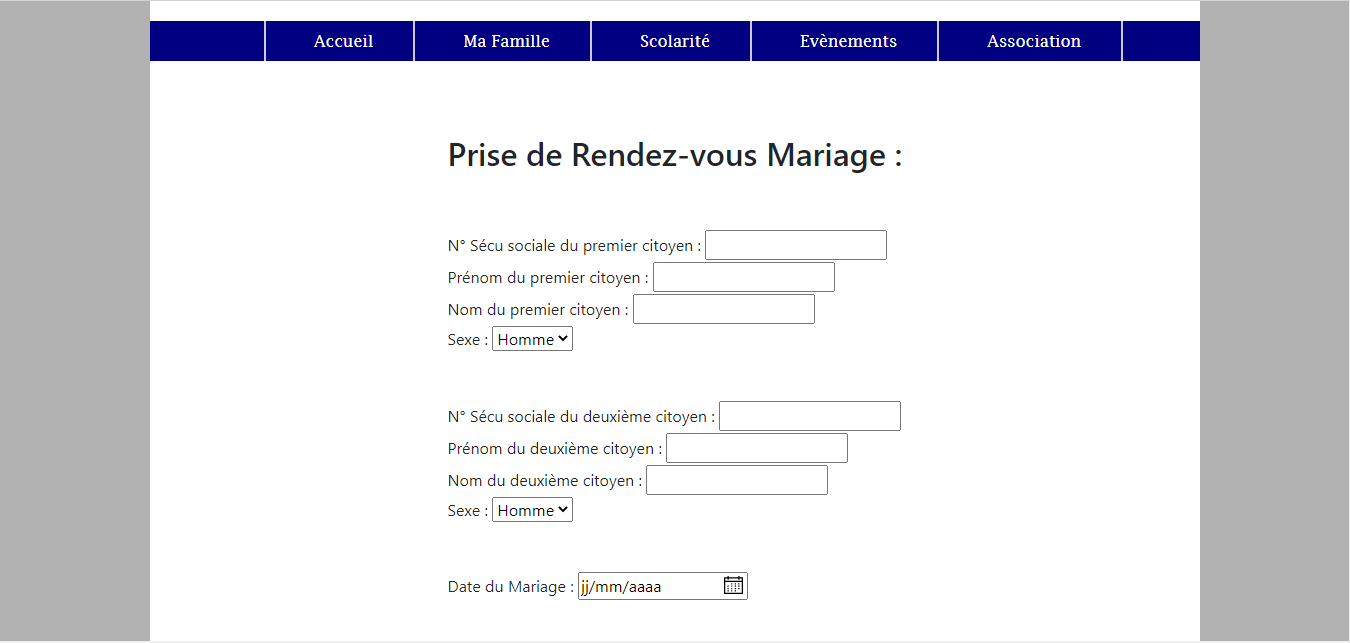 Accueil Ma Famille Scolarité Evènements Association
Prise de Rendez-vous Mariage :
N° Sécu sociale du premier citoyen :
Prénom du premier citoyen :
Nom du premier citoyen :
Sexe : Homme
N° Sécu sociale du deuxième citoyen :
Prénom du deuxième citoyen :
Nom du deuxième citoyen :
Sexe : Homme
Date du Mariage : jj/mm/aaaa